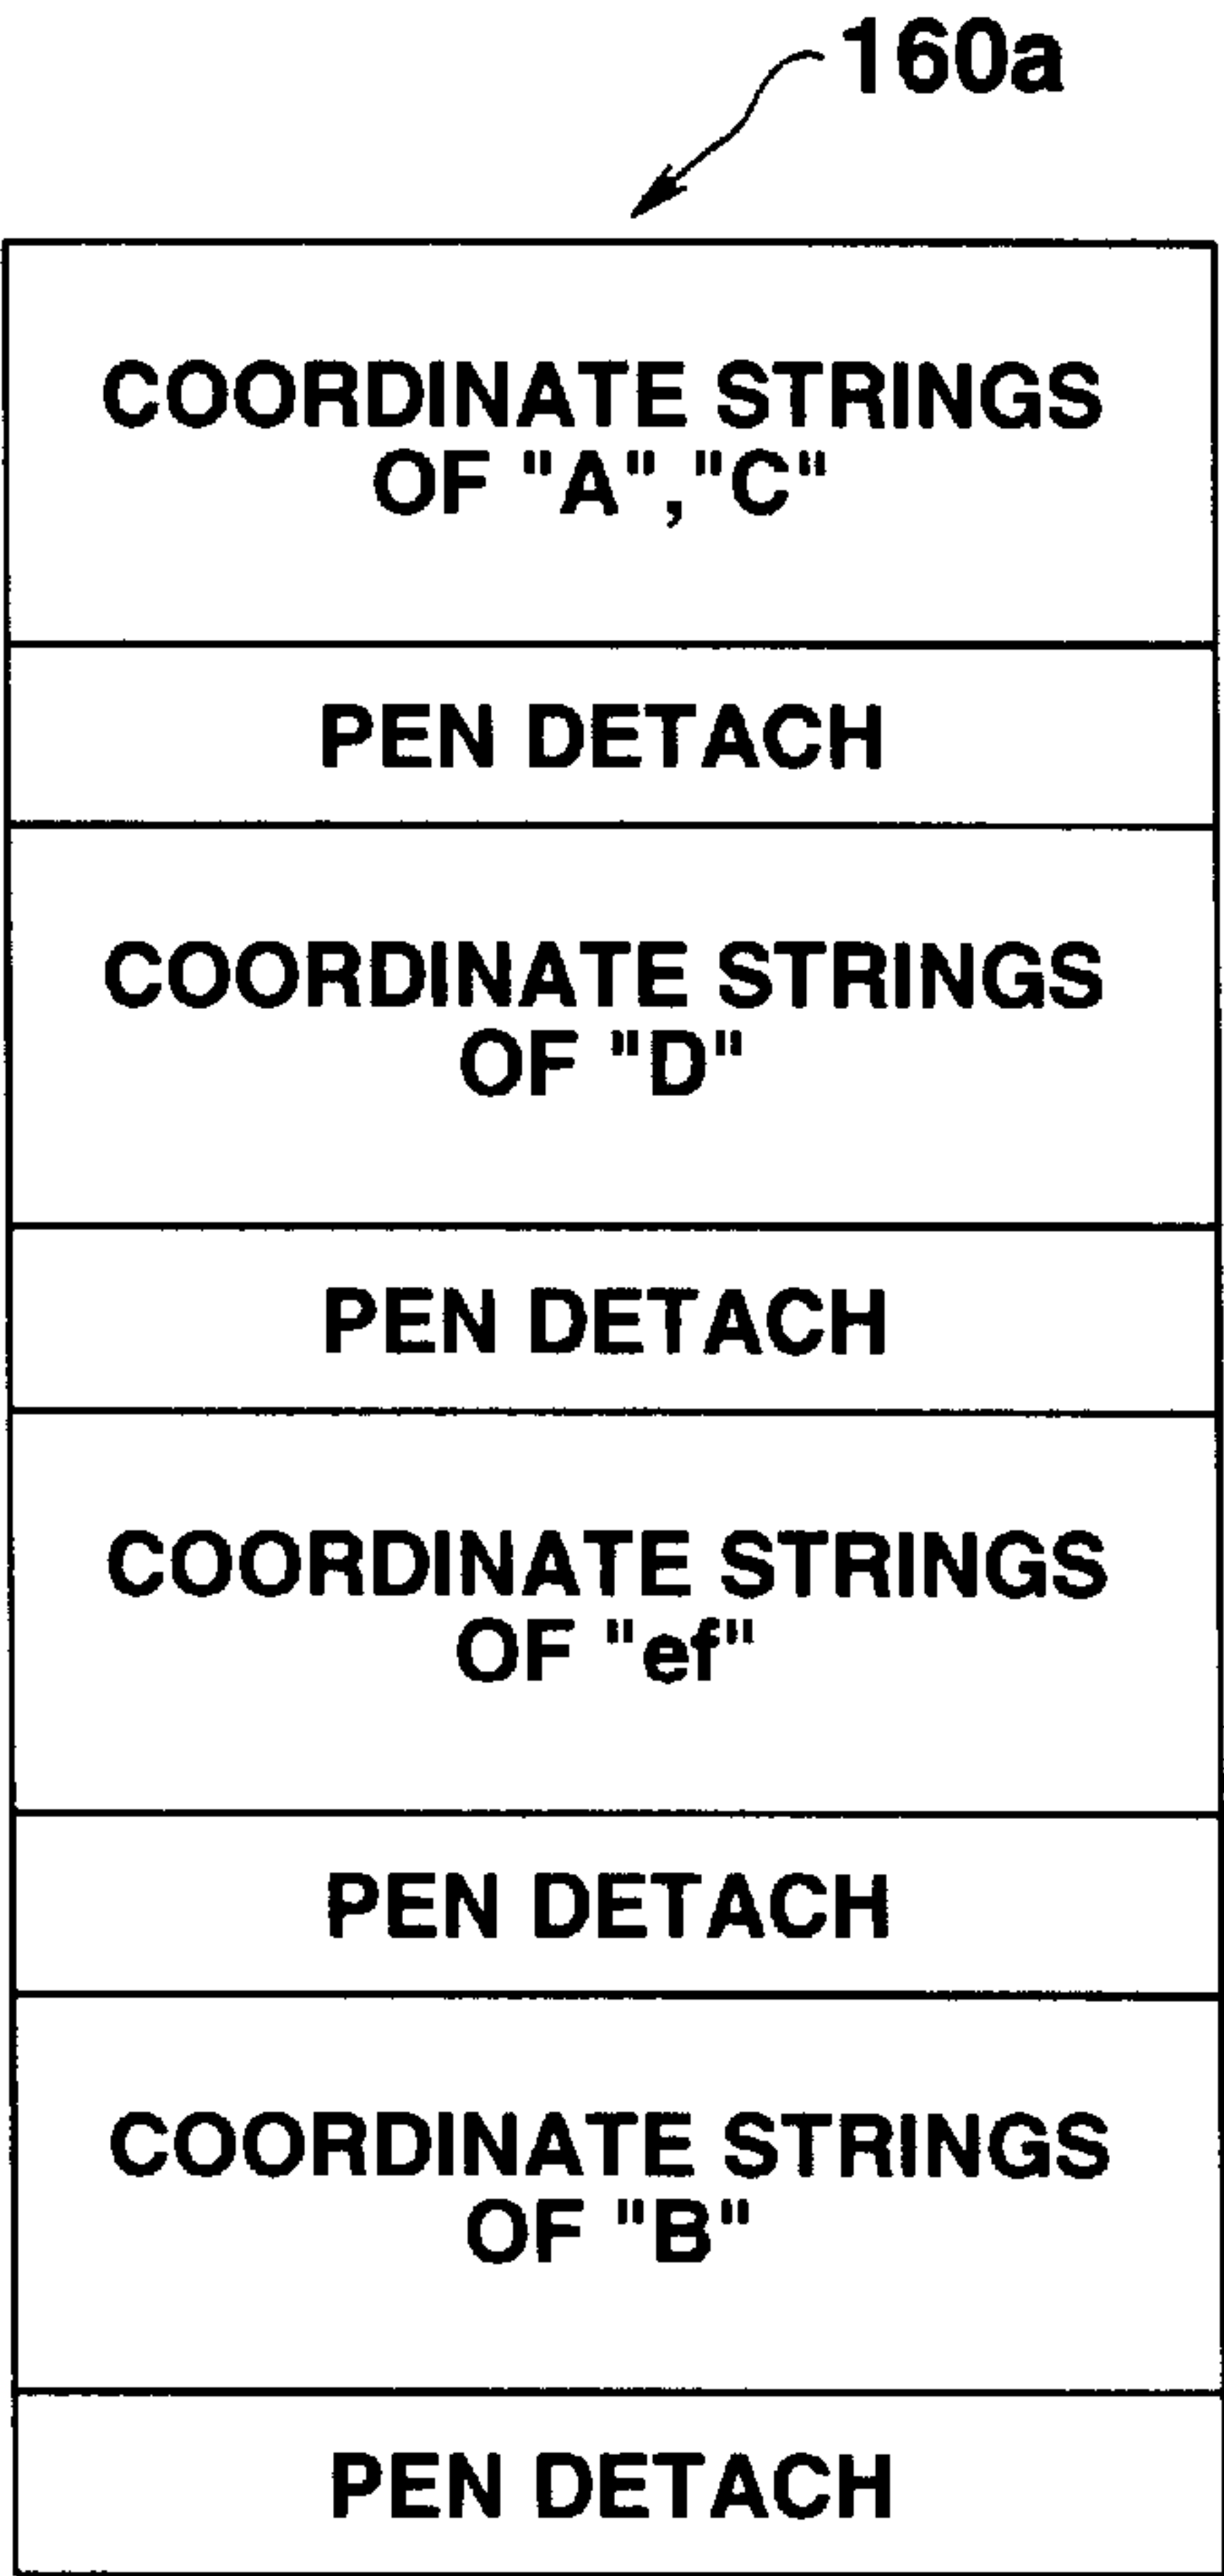 160a
COORDINATE STRINGS
OF "A","C"
PEN DETACH
COORDINATE STRINGS
OF "D"
PEN DETACH
COORDINATE STRINGS
OF "ef"
PEN DETACH
COORDINATE STRINGS
OF "B"
PEN DETACH